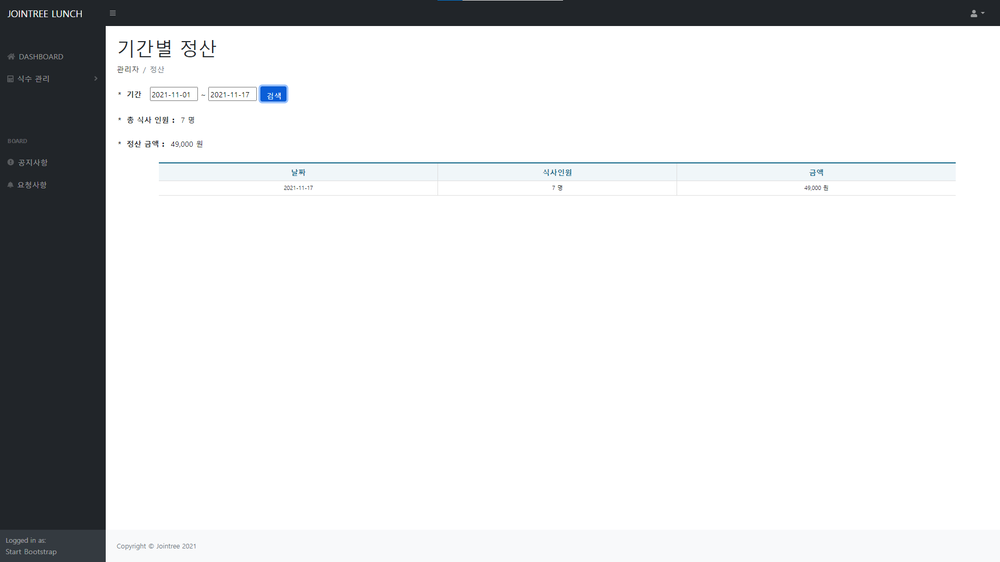 JOINTREE LUNCH
DASHBOARD
식수 관리
BOARD
공지사항
요청사항
Logged in as:
Start Bootstrap
기간별 정산
관리자 / 정산
* 기간 2021-11-01 ~ 2021-11-17 검색
* 총 식사 인원 : 7 명
* 정산 금액 : 49,000 원
날짜 식사인원 금액
2021-11-17 7 명 49,000 원
Copyright © Jointree 2021